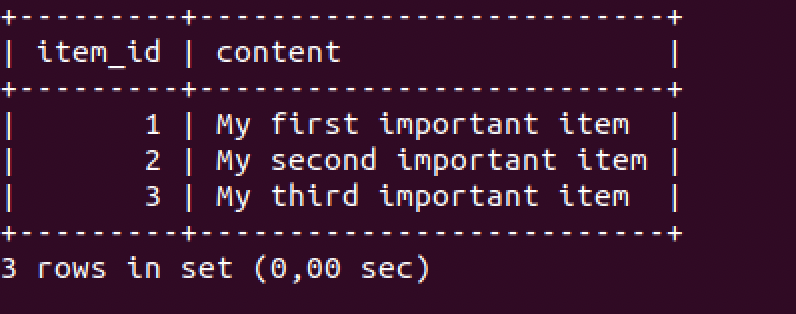 +---------+--------------------------+
| item_id | content                  |
+---------+--------------------------+
|       1 | My first important item  |
|       2 | My second important item |
|       3 | My third important item  |
+---------+--------------------------+
3 rows in set (0,00 sec)